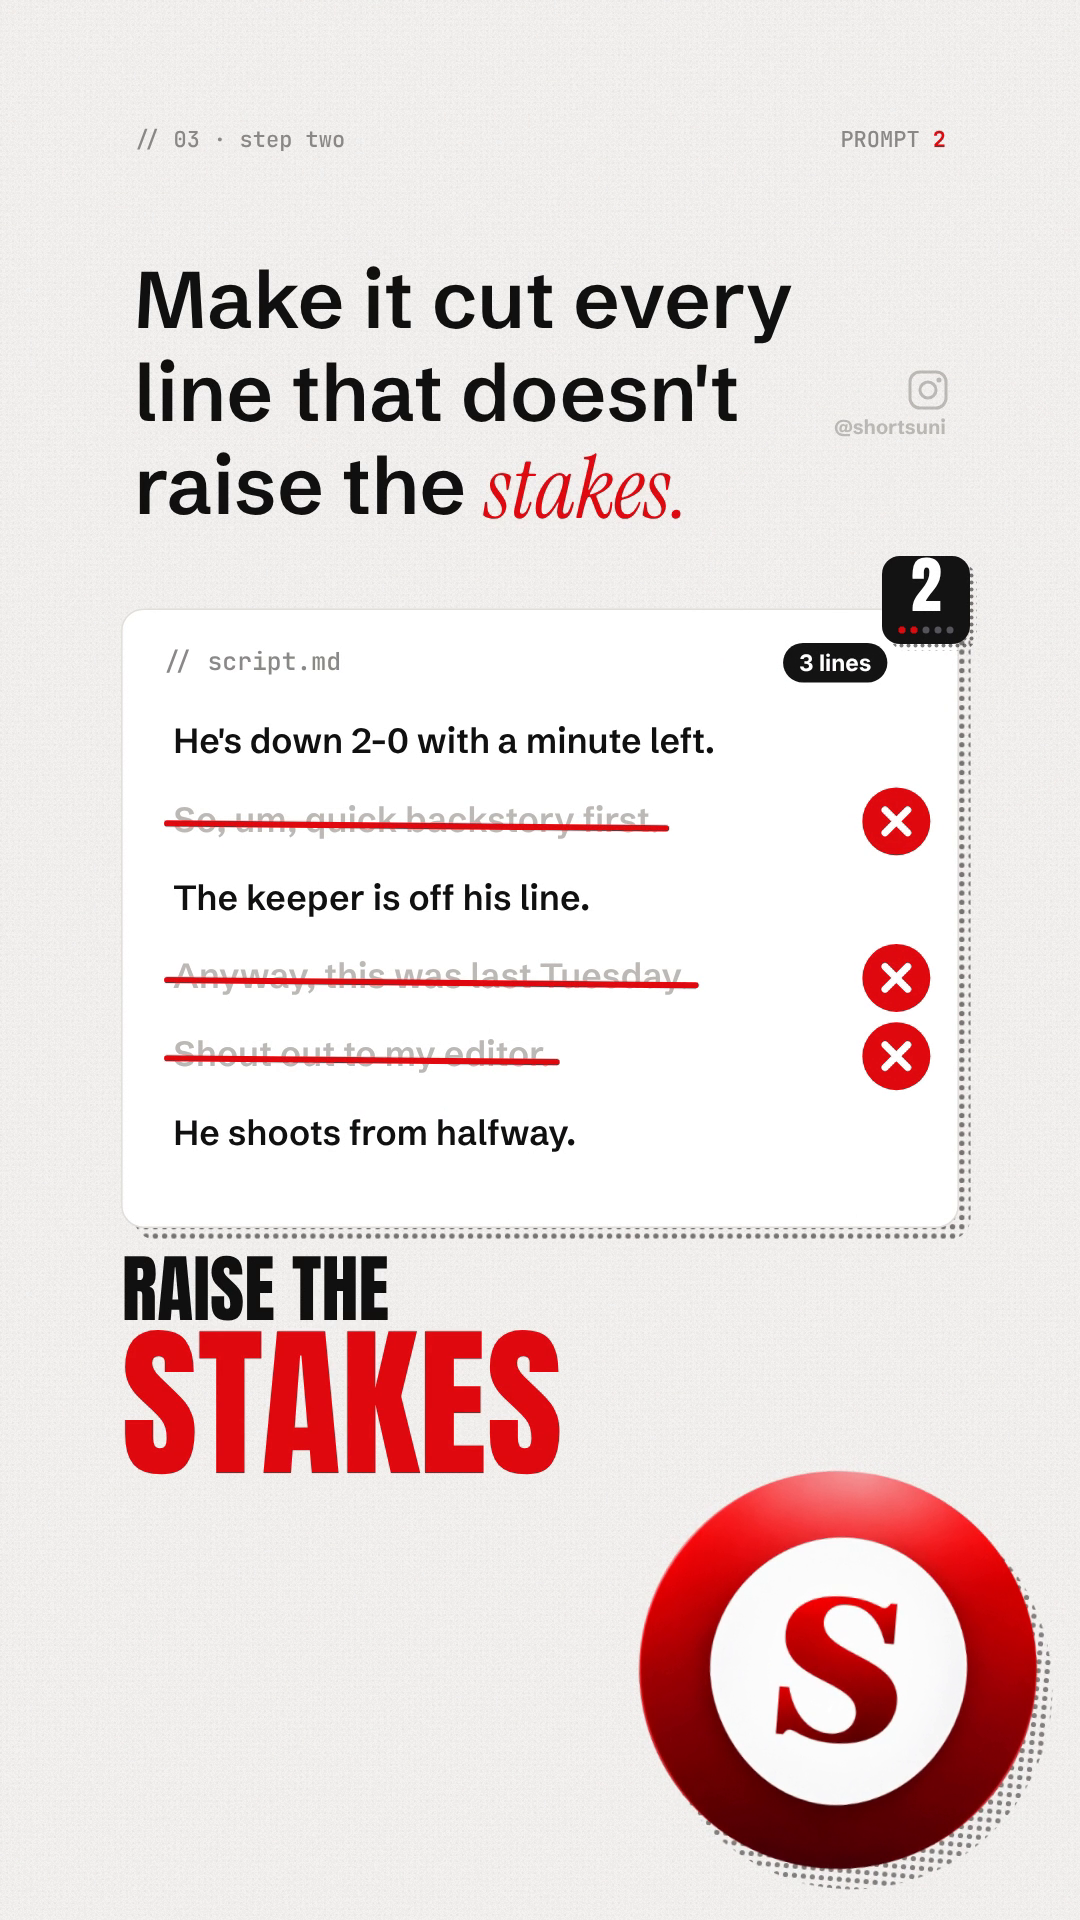 // 03 · step two
PROMPT 2
Make it cut every
line that doesn't
raise the stakes.
@shortsuni
2
// script.md
3 lines
He's down 2-0 with a minute left.
So, um, quick backstory first.
The keeper is off his line.
Anyway, this was last Tuesday.
Shout out to my editor.
He shoots from halfway.
RAISE THE
STAKES
S